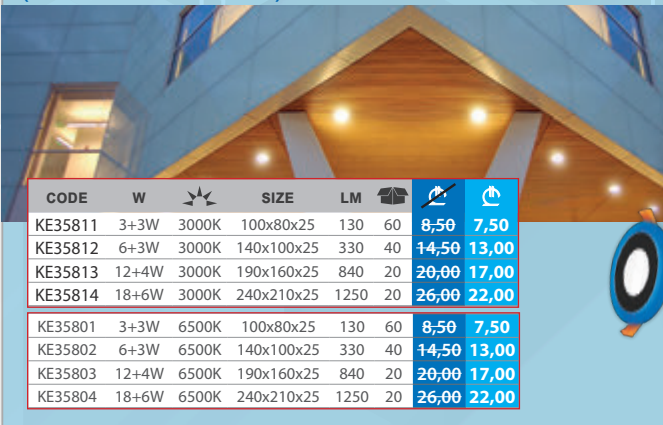 CODE W SIZE LM ₾ ₾
KE35811 3+3W 3000K 100x80x25 130 60 8,50 7,50
KE35812 6+3W 3000K 140x100x25 330 40 14,50 13,00
KE35813 12+4W 3000K 190x160x25 840 20 20,00 17,00
KE35814 18+6W 3000K 240x210x25 1250 20 26,00 22,00
KE35801 3+3W 6500K 100x80x25 130 60 8,50 7,50
KE35802 6+3W 6500K 140x100x25 330 40 14,50 13,00
KE35803 12+4W 6500K 190x160x25 840 20 20,00 17,00
KE35804 18+6W 6500K 240x210x25 1250 20 26,00 22,00